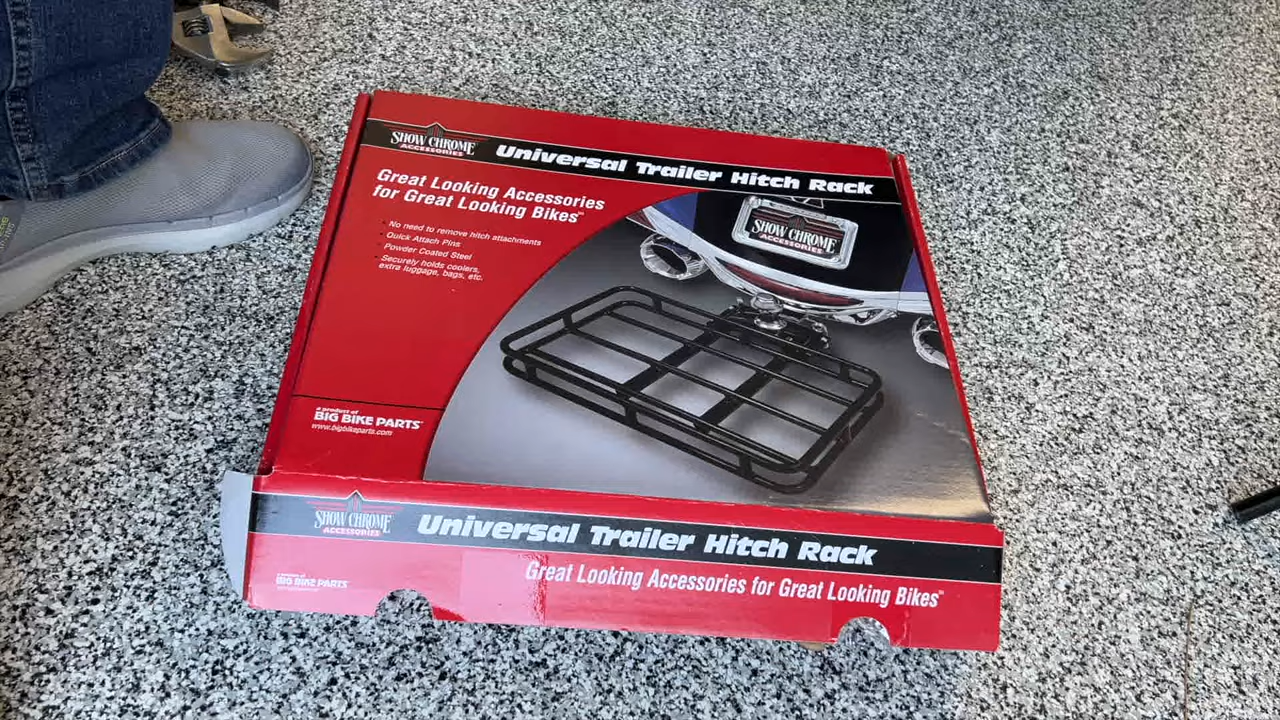 SHOW CHROME
ACCESSORIES
Universal Trailer Hitch Rack
Great Looking Accessories
for Great Looking Bikes™
· No need to remove hitch attachments
· Quick Attach Pins
· Powder Coated Steel
· Securely holds coolers,
extra luggage, bags, etc.
SHOW CHROME
ACCESSORIES
a product of
BIG BIKE PARTS®
www.bigbikeparts.com
SHOW CHROME
ACCESSORIES
Universal Trailer Hitch Rack
Great Looking Accessories for Great Looking Bikes™
a product of
BIG BIKE PARTS